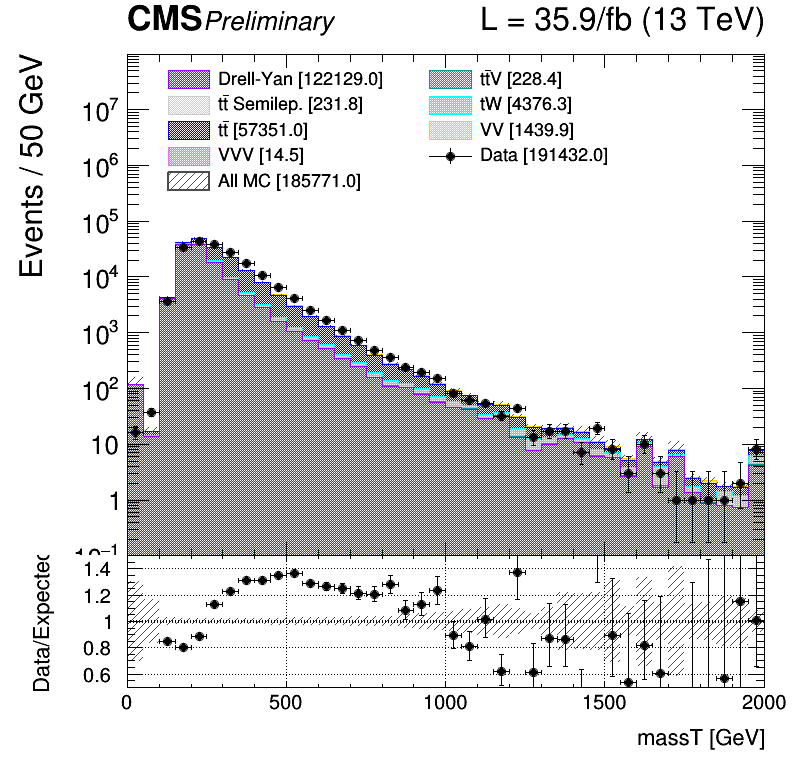 CMS Preliminary L = 35.9/fb (13 TeV)
Events / 50 GeV
Drell-Yan [122129.0]
tt̄ Semilep. [231.8]
tt̄ [57351.0]
VVV [14.5]
All MC [185771.0]
tt̄V [228.4]
tW [4376.3]
VV [1439.9]
Data [191432.0]
10⁷
10⁶
10⁵
10⁴
10³
10²
10
1
10⁻¹
Data/Expected
1.4
1.2
1
0.8
0.6
0 500 1000 1500 2000
massT [GeV]